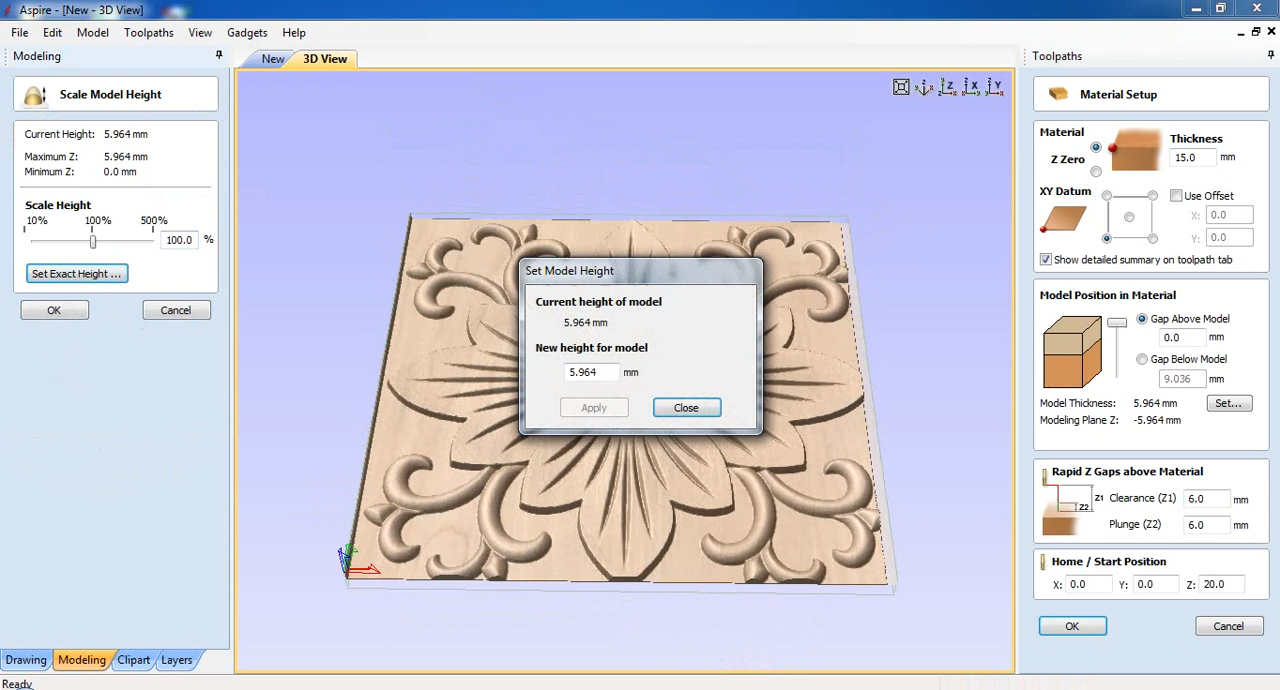 Aspire - [New - 3D View]
File Edit Model Toolpaths View Gadgets Help
Modeling
Scale Model Height
Current Height: 5.964 mm
Maximum Z: 5.964 mm
Minimum Z: 0.0 mm
Scale Height
10% 100% 500%
100.0 %
Set Exact Height ...
OK Cancel
Drawing Modeling Clipart Layers
Ready
New 3D View
Z X Y
Set Model Height
Current height of model
5.964 mm
New height for model
5.964 mm
Apply Close
Toolpaths
Material Setup
Material
Z Zero
Thickness
15.0 mm
XY Datum
Use Offset
X: 0.0
Y: 0.0
Show detailed summary on toolpath tab
Model Position in Material
Gap Above Model
0.0 mm
Gap Below Model
9.036 mm
Model Thickness: 5.964 mm Set...
Modeling Plane Z: -5.964 mm
Rapid Z Gaps above Material
Z1 Clearance (Z1) 6.0 mm
Z2 Plunge (Z2) 6.0 mm
Home / Start Position
X: 0.0 Y: 0.0 Z: 20.0
OK Cancel